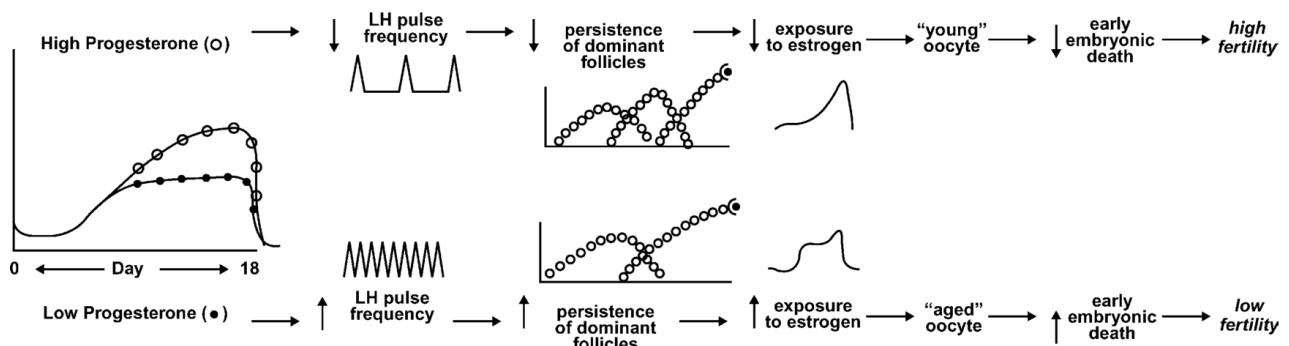 High Progesterone (○)
LH pulse
frequency
persistence
of dominant
follicles
exposure
to estrogen
“young”
oocyte
early
embryonic
death
high
fertility
0
Day
18
Low Progesterone (●)
LH pulse
frequency
persistence
of dominant
follicles
exposure
to estrogen
“aged”
oocyte
early
embryonic
death
low
fertility